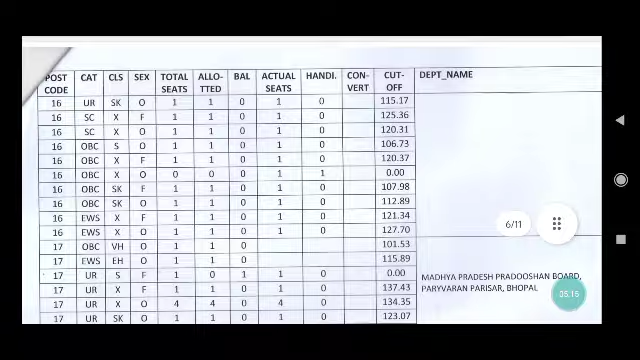 POST CODE CAT CLS SEX TOTAL SEATS ALLO-TTED BAL ACTUAL SEATS HANDI. CON-VERT CUT-OFF DEPT_NAME
16 UR SK O 1 1 0 1 0 115.17
16 SC X F 1 1 0 1 0 125.36
16 SC X O 1 1 0 1 0 120.31
16 OBC S O 1 1 0 1 0 106.73
16 OBC X F 1 1 0 1 0 120.37
16 OBC X O 0 0 0 1 1 0.00
16 OBC SK F 1 1 0 1 0 107.98
16 OBC SK O 1 1 0 1 0 112.89
16 EWS X F 1 1 0 1 0 121.34
16 EWS X O 1 1 0 1 0 127.70
6/11
17 OBC VH O 1 1 0 101.53
17 EWS EH O 1 1 0 115.89
17 UR S F 1 0 1 1 0 0.00 MADHYA PRADESH PRADOOSHAN BOARD,
17 UR X F 1 1 0 1 0 137.43 PARYVARAN PARISAR, BHOPAL
05:15
17 UR X O 4 4 0 4 0 134.35
17 UR SK O 1 1 0 1 0 123.07